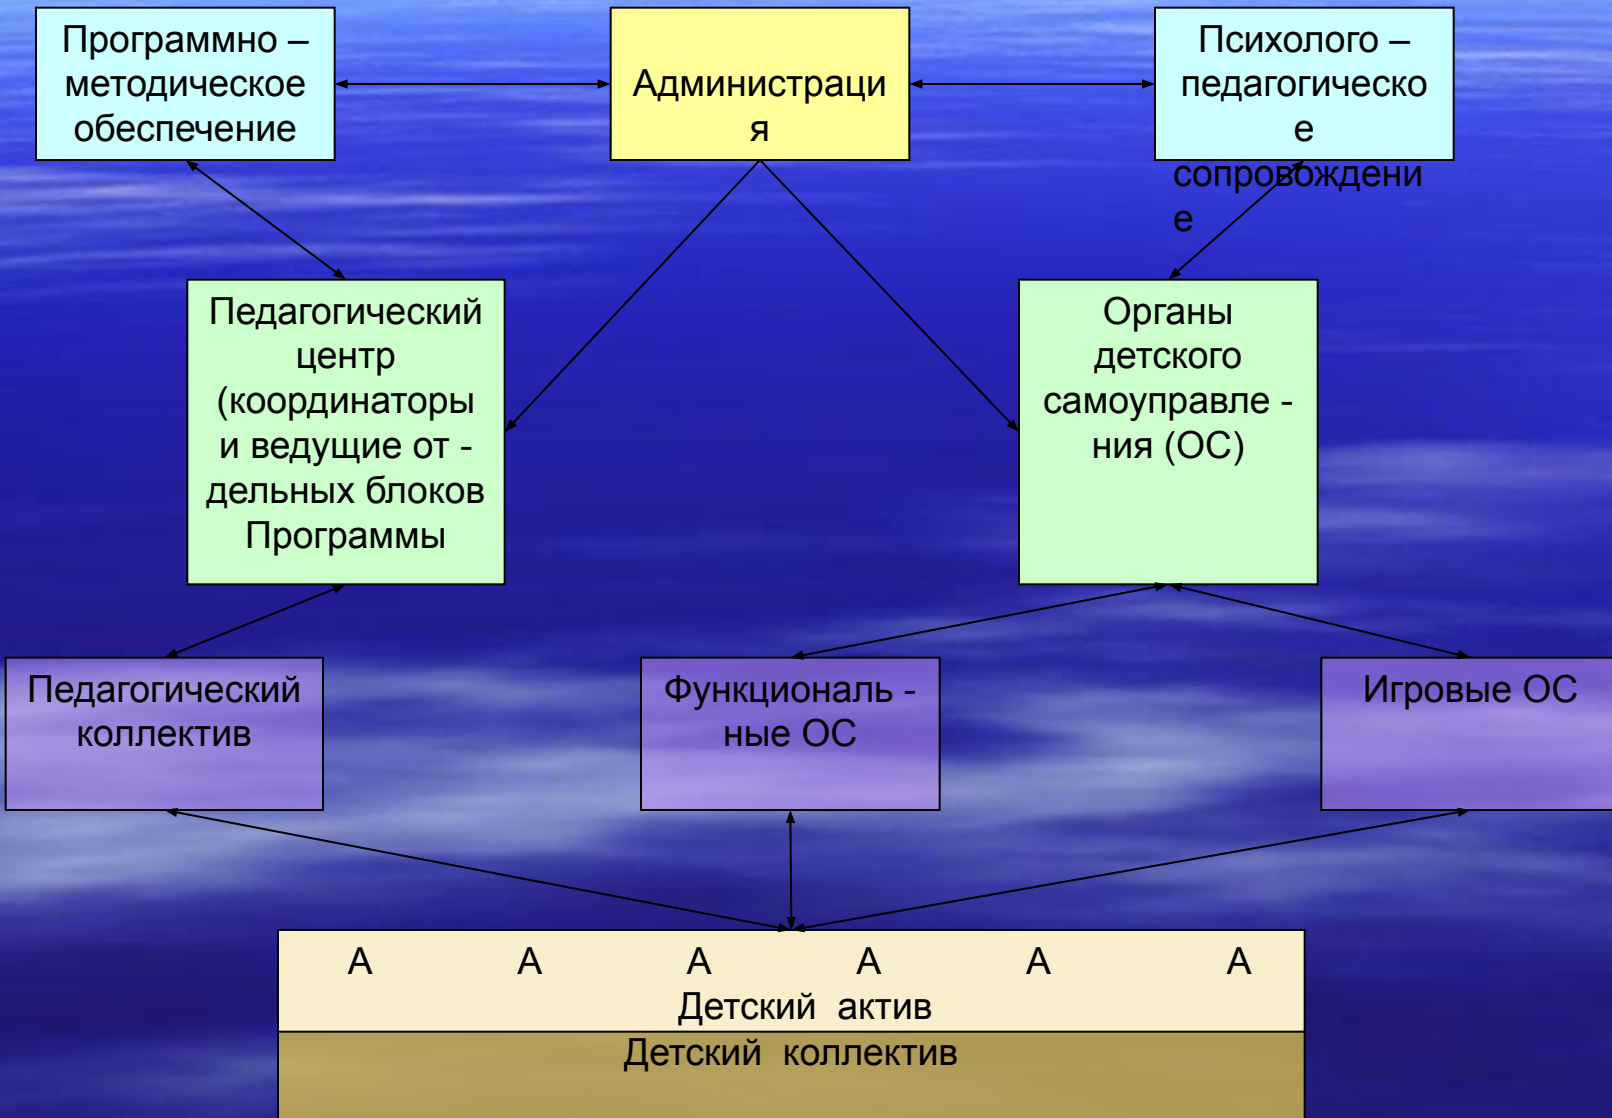 Программно –
методическое
обеспечение
Администраци
я
Психолого –
педагогическо
е
сопровождени
е
Педагогический
центр
(координаторы
и ведущие от -
дельных блоков
Программы
Органы
детского
самоуправле -
ния (ОС)
Педагогический
коллектив
Функциональ -
ные ОС
Игровые ОС
А А А А А А
Детский актив
Детский коллектив